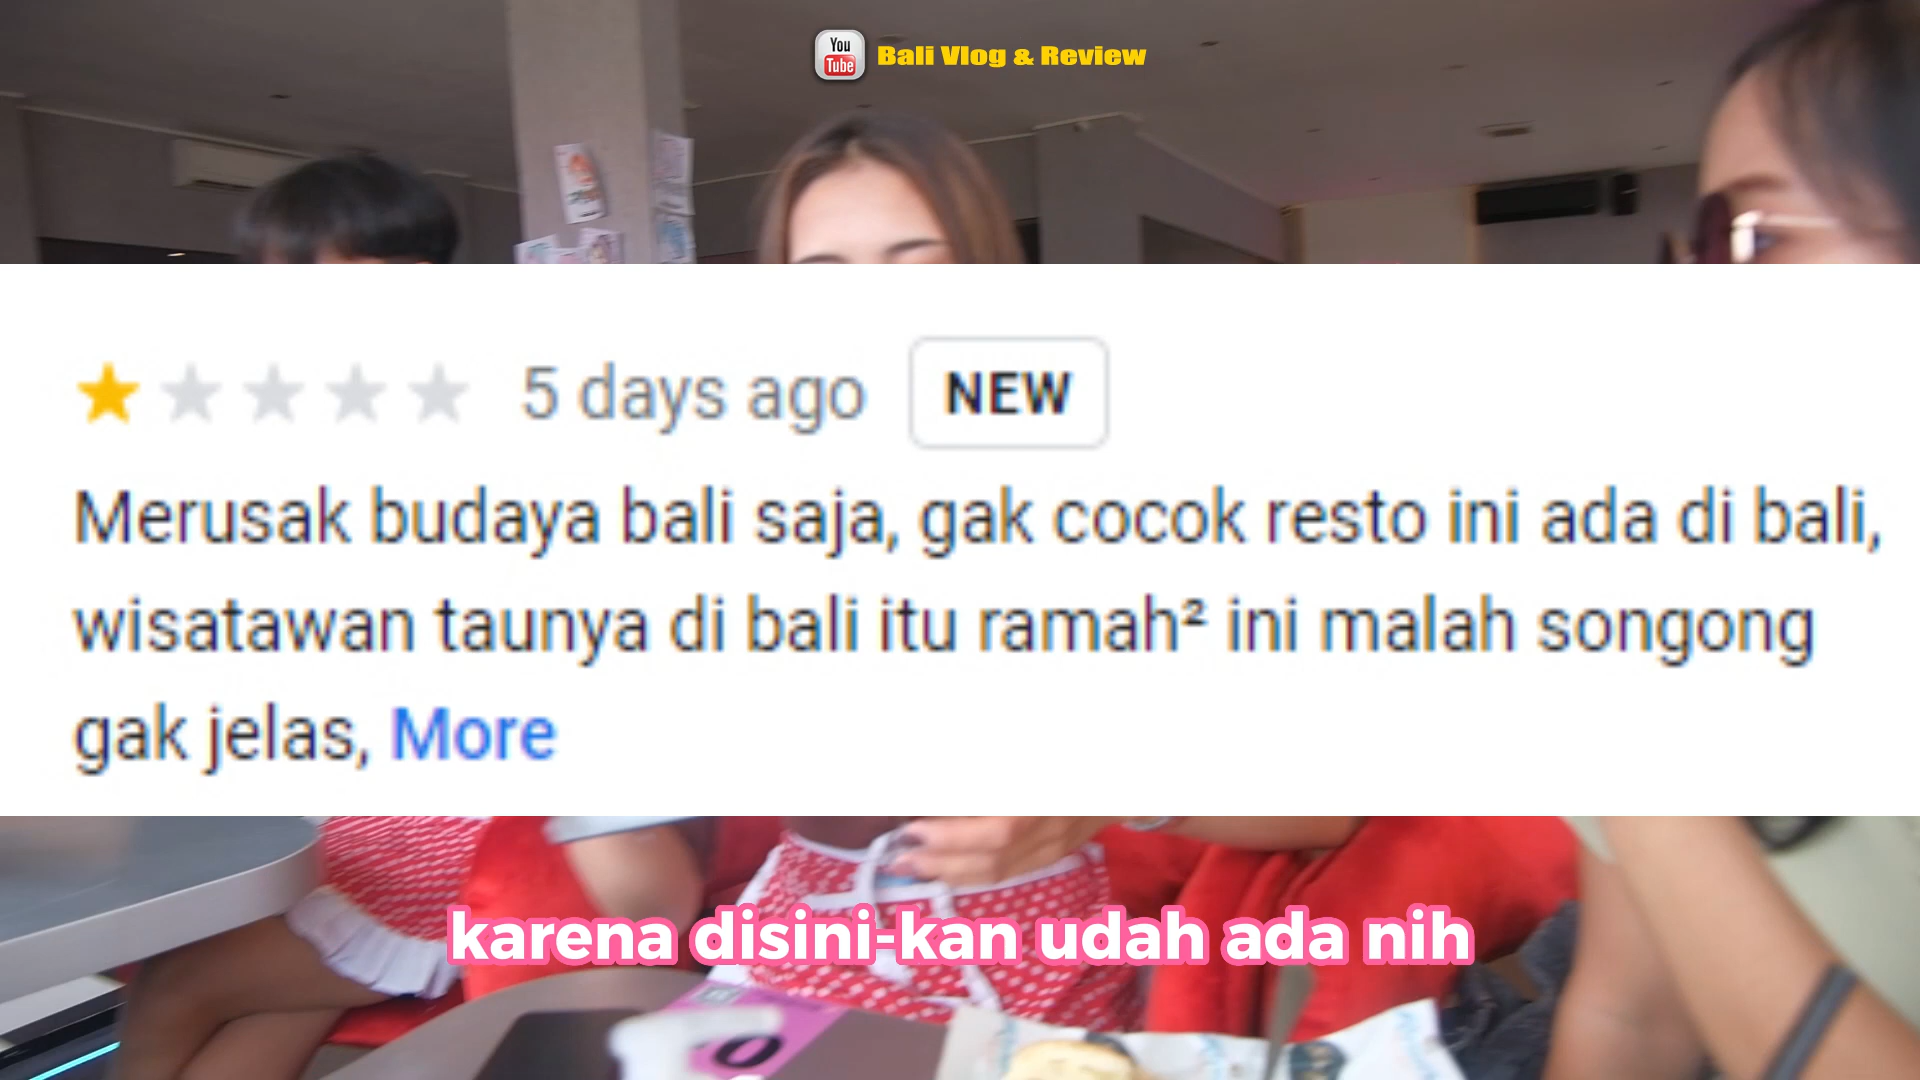 You
Tube
Bali Vlog & Review
5 days ago
NEW
Merusak budaya bali saja, gak cocok resto ini ada di bali,
wisatawan taunya di bali itu ramah² ini malah songong
gak jelas, More
karena disini-kan udah ada nih